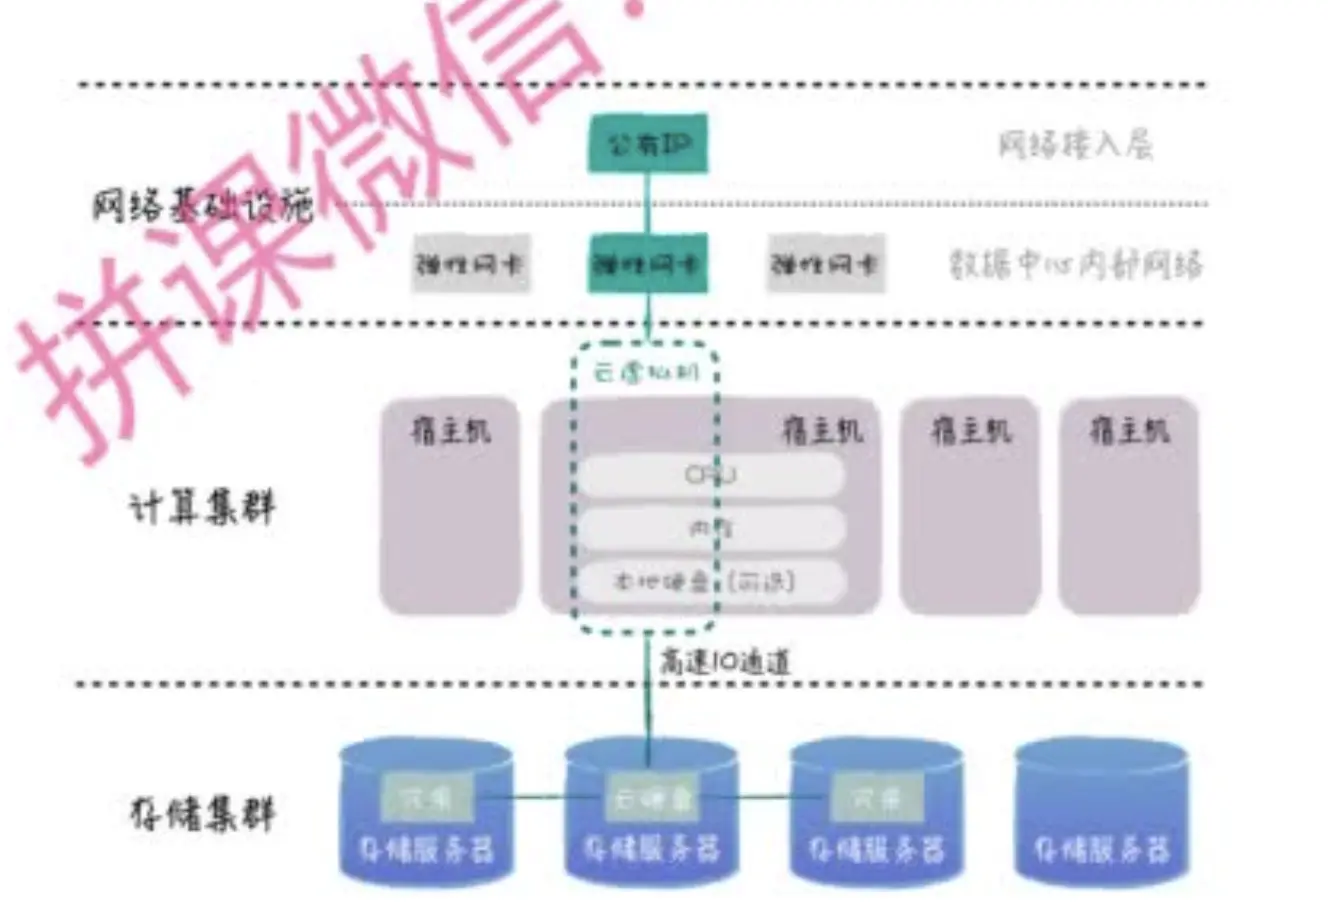 拼课微信：
公有IP
网络接入层
网络基础设施
弹性网卡
弹性网卡
弹性网卡
数据中心内部网络
云虚拟机
宿主机
宿主机
宿主机
宿主机
CPU
内存
本地硬盘（可选）
计算集群
高速IO通道
存储集群
冗余
云硬盘
冗余
存储服务器
存储服务器
存储服务器
存储服务器